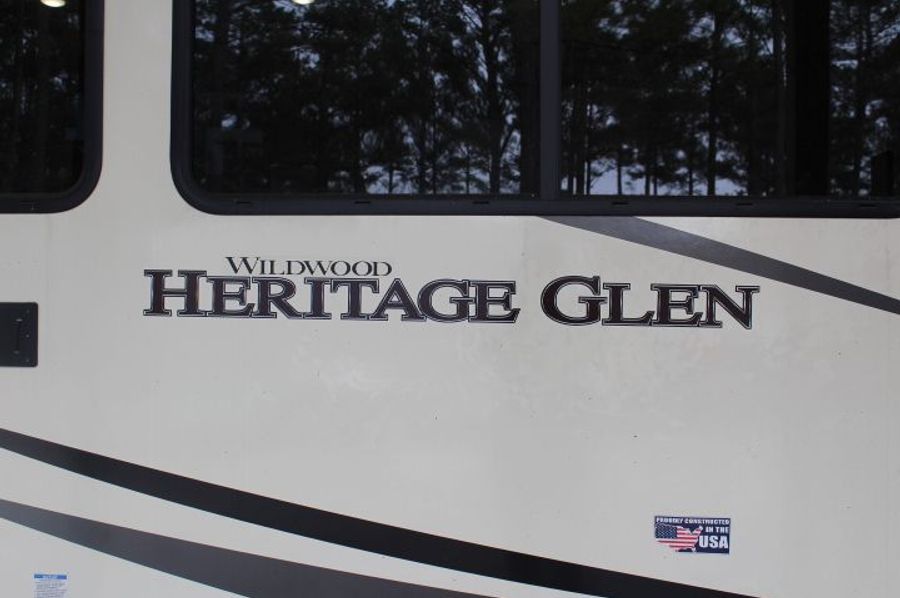 WILDWOOD
HERITAGE GLEN
PROUDLY CONSTRUCTED
IN THE
USA